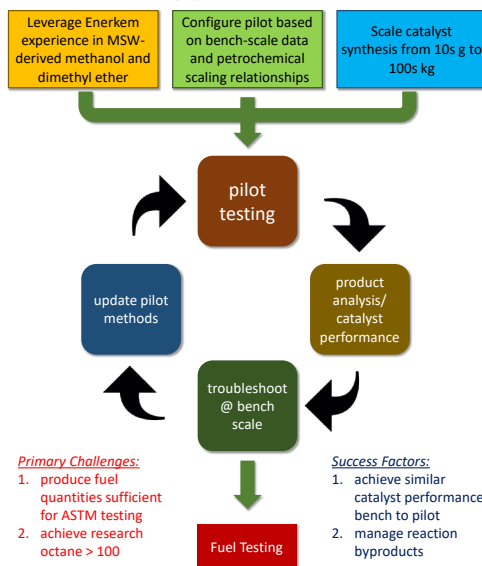 Leverage Enerkem
experience in MSW-
derived methanol and
dimethyl ether
Configure pilot based
on bench-scale data
and petrochemical
scaling relationships
Scale catalyst
synthesis from 10s g to
100s kg
pilot
testing
update pilot
methods
product
analysis/
catalyst
performance
troubleshoot
@ bench
scale
Primary Challenges:
1. produce fuel
quantities sufficient
for ASTM testing
2. achieve research
octane > 100
Success Factors:
1. achieve similar
catalyst performance
bench to pilot
2. manage reaction
byproducts
Fuel Testing